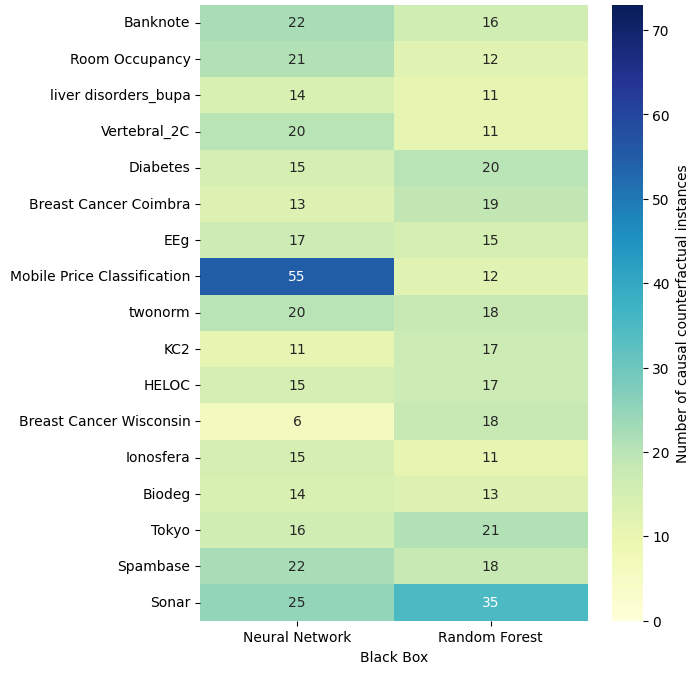 Banknote 22 16
Room Occupancy 21 12
liver disorders_bupa 14 11
Vertebral_2C 20 11
Diabetes 15 20
Breast Cancer Coimbra 13 19
EEg 17 15
Mobile Price Classification 55 12
twonorm 20 18
KC2 11 17
HELOC 15 17
Breast Cancer Wisconsin 6 18
Ionosfera 15 11
Biodeg 14 13
Tokyo 16 21
Spambase 22 18
Sonar 25 35
Neural Network Random Forest
Black Box
70
60
50
40
30
20
10
0
Number of causal counterfactual instances